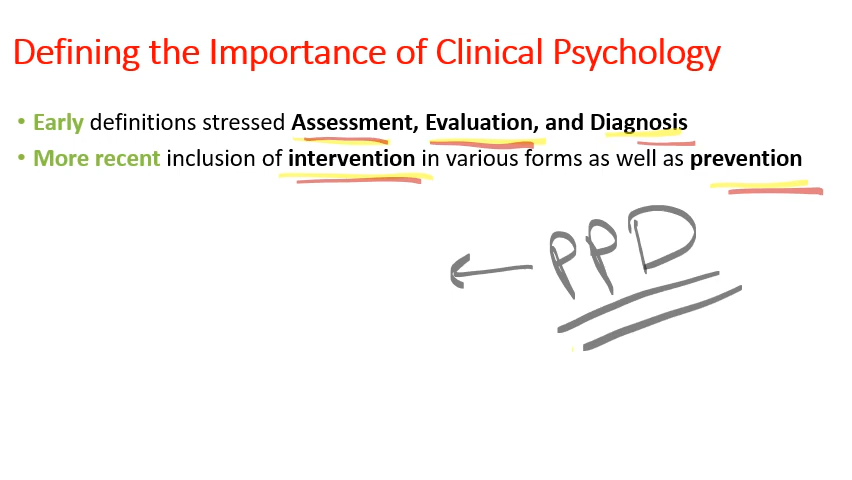 Defining the Importance of Clinical Psychology
• Early definitions stressed Assessment, Evaluation, and Diagnosis
• More recent inclusion of intervention in various forms as well as prevention
← PPD